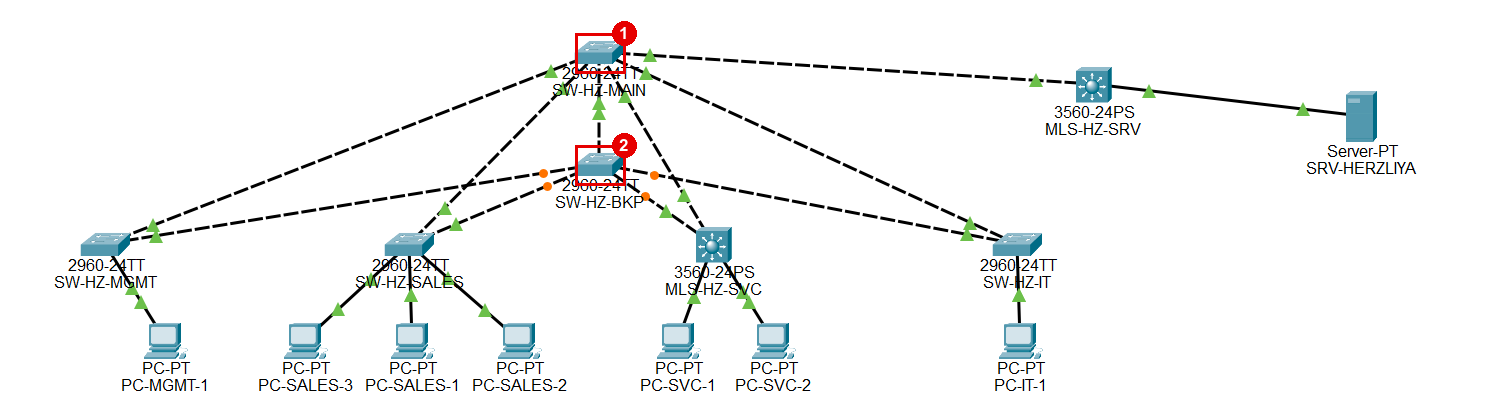 1
2960-24TT
SW-HZ-MAIN
3560-24PS
MLS-HZ-SRV
Server-PT
SRV-HERZLIYA
2
2960-24TT
SW-HZ-BKP
2960-24TT
SW-HZ-MGMT
2960-24TT
SW-HZ-SALES
3560-24PS
MLS-HZ-SVC
2960-24TT
SW-HZ-IT
PC-PT
PC-MGMT-1
PC-PT
PC-SALES-3
PC-PT
PC-SALES-1
PC-PT
PC-SALES-2
PC-PT
PC-SVC-1
PC-PT
PC-SVC-2
PC-PT
PC-IT-1